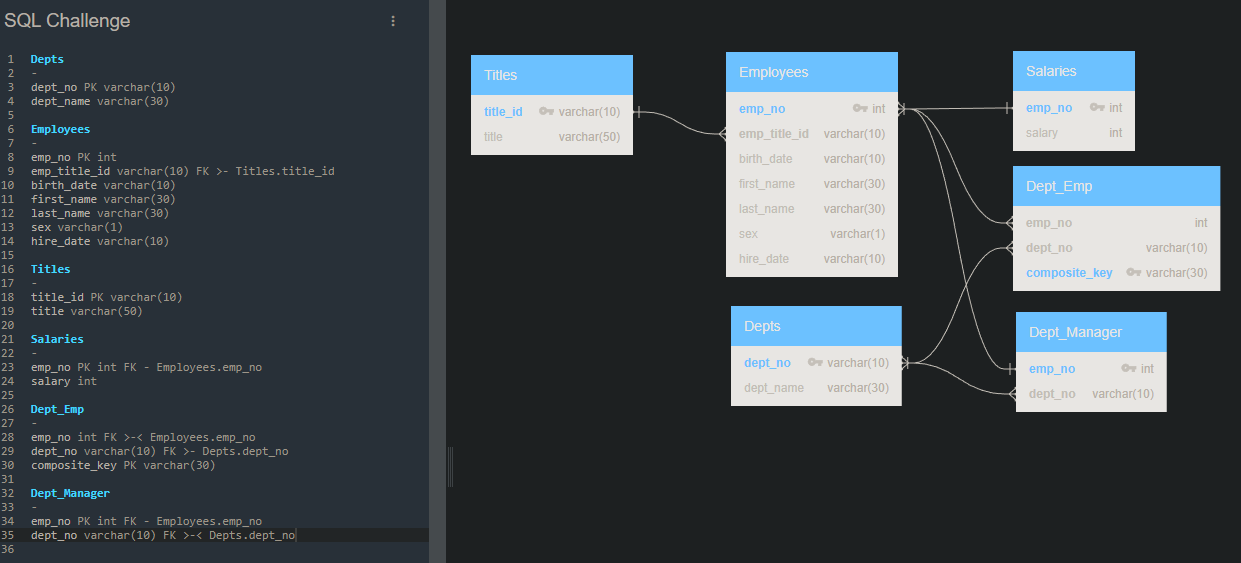 SQL Challenge
1 Depts
2 -
3 dept_no PK varchar(10)
4 dept_name varchar(30)
5
6 Employees
7 -
8 emp_no PK int
9 emp_title_id varchar(10) FK >- Titles.title_id
10 birth_date varchar(10)
11 first_name varchar(30)
12 last_name varchar(30)
13 sex varchar(1)
14 hire_date varchar(10)
15
16 Titles
17 -
18 title_id PK varchar(10)
19 title varchar(50)
20
21 Salaries
22 -
23 emp_no PK int FK - Employees.emp_no
24 salary int
25
26 Dept_Emp
27 -
28 emp_no int FK >-< Employees.emp_no
29 dept_no varchar(10) FK >- Depts.dept_no
30 composite_key PK varchar(30)
31
32 Dept_Manager
33 -
34 emp_no PK int FK - Employees.emp_no
35 dept_no varchar(10) FK >-< Depts.dept_no
36
Titles
title_id varchar(10)
title varchar(50)
Employees
emp_no int
emp_title_id varchar(10)
birth_date varchar(10)
first_name varchar(30)
last_name varchar(30)
sex varchar(1)
hire_date varchar(10)
Salaries
emp_no int
salary int
Dept_Emp
emp_no int
dept_no varchar(10)
composite_key varchar(30)
Depts
dept_no varchar(10)
dept_name varchar(30)
Dept_Manager
emp_no int
dept_no varchar(10)